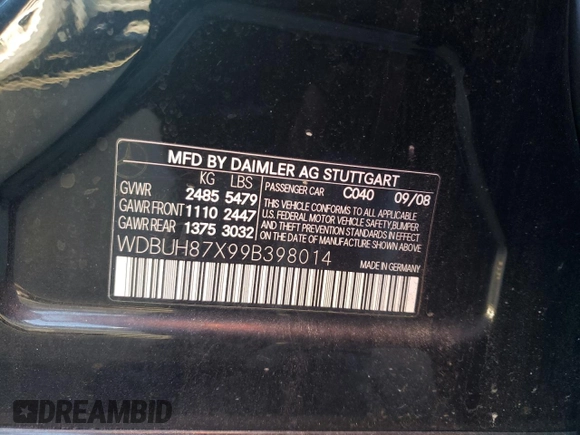 MFD BY DAIMLER AG STUTTGART
KG LBS
GVWR 2485 5479
GAWR FRONT 1110 2447
GAWR REAR 1375 3032
PASSENGER CAR C040 09/08
THIS VEHICLE CONFORMS TO ALL APPLICABLE
U.S. FEDERAL MOTOR VEHICLE SAFETY,BUMPER
AND THEFT PREVENTION STANDARDS IN EFFECT
ON THE DATE OF MANUFACTURE SHOWN ABOVE.
WDBUH87X99B398014
MADE IN GERMANY
DREAMBID